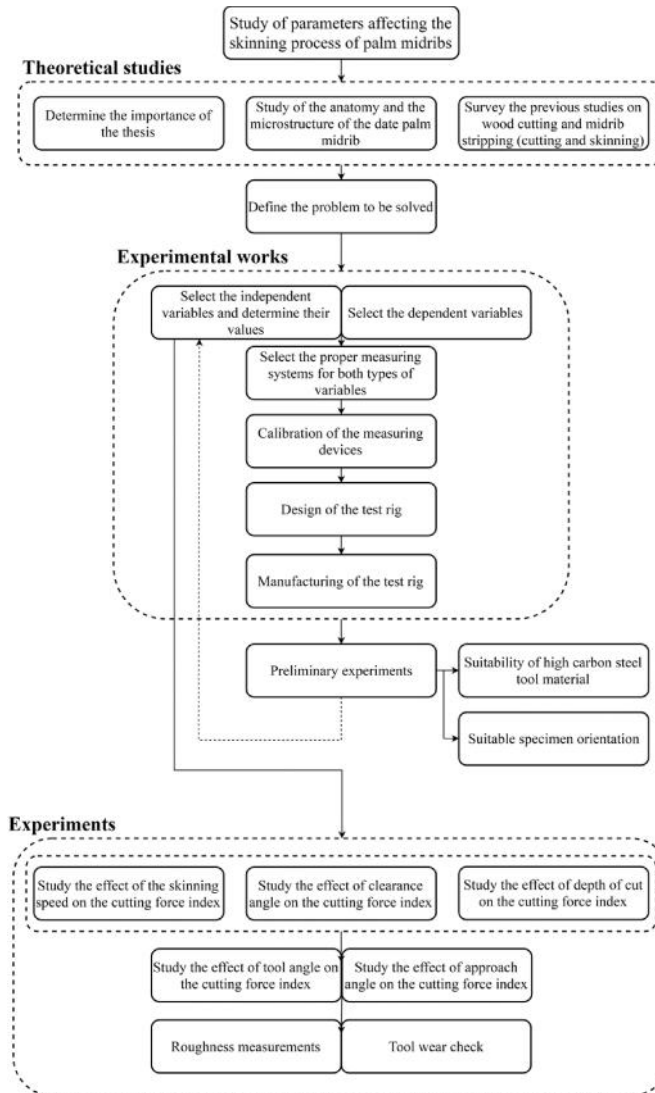 Study of parameters affecting the
skinning process of palm midribs
Theoretical studies
Determine the importance of
the thesis
Study of the anatomy and the
microstructure of the date palm
midrib
Survey the previous studies on
wood cutting and midrib
stripping (cutting and skinning)
Define the problem to be solved
Experimental works
Select the independent
variables and determine their
values
Select the dependent variables
Select the proper measuring
systems for both types of
variables
Calibration of the measuring
devices
Design of the test rig
Manufacturing of the test rig
Preliminary experiments
Suitability of high carbon steel
tool material
Suitable specimen orientation
Experiments
Study the effect of the skinning
speed on the cutting force index
Study the effect of clearance
angle on the cutting force index
Study the effect of depth of cut
on the cutting force index
Study the effect of tool angle on
the cutting force index
Study the effect of approach
angle on the cutting force index
Roughness measurements
Tool wear check